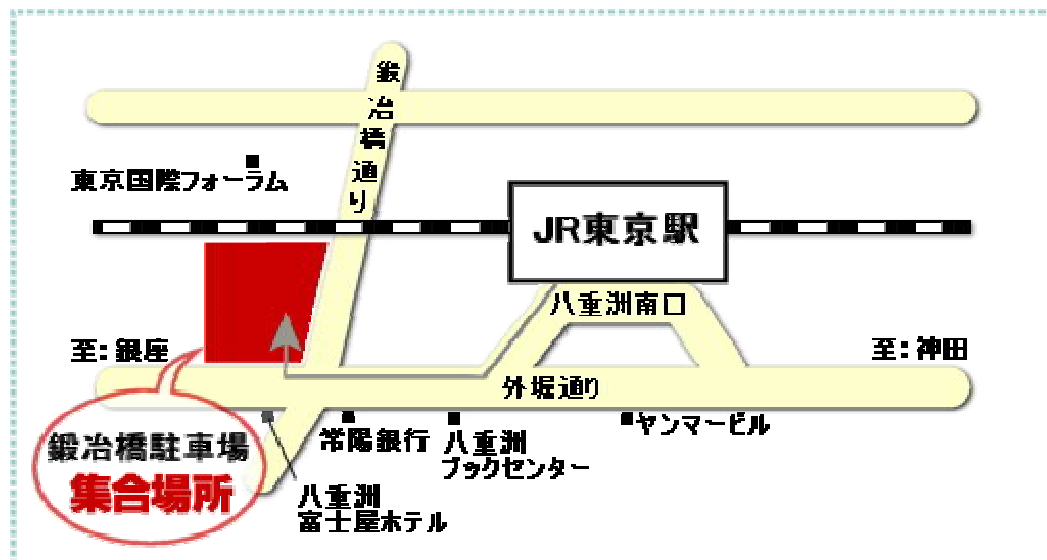 鍛冶橋通り
東京国際フォーラム
JR東京駅
八重洲南口
至:銀座
至:神田
外堀通り
鍛冶橋駐車場
集合場所
常陽銀行
八重洲
ブックセンター
ヤンマービル
八重洲
富士屋ホテル